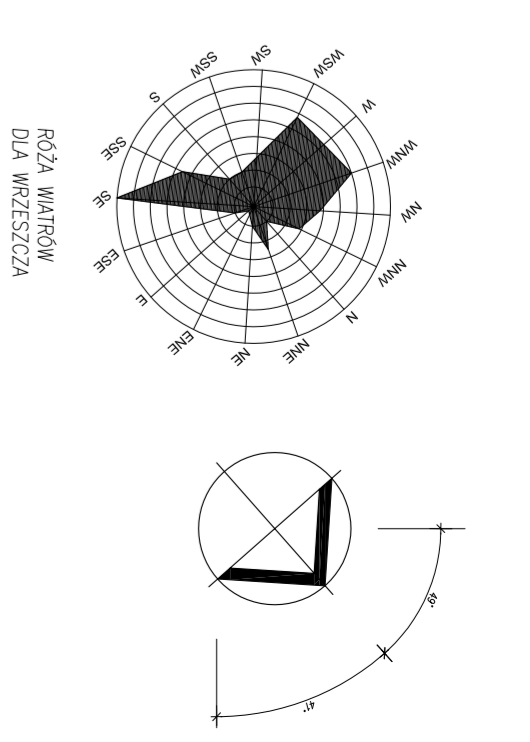 SW
WSW
W
WNW
NW
NNW
N
NNE
NE
ENE
E
ESE
SE
SSE
S
SSW
RÓŻA WIATRÓW
DLA WRZESZCZA
49°
41°